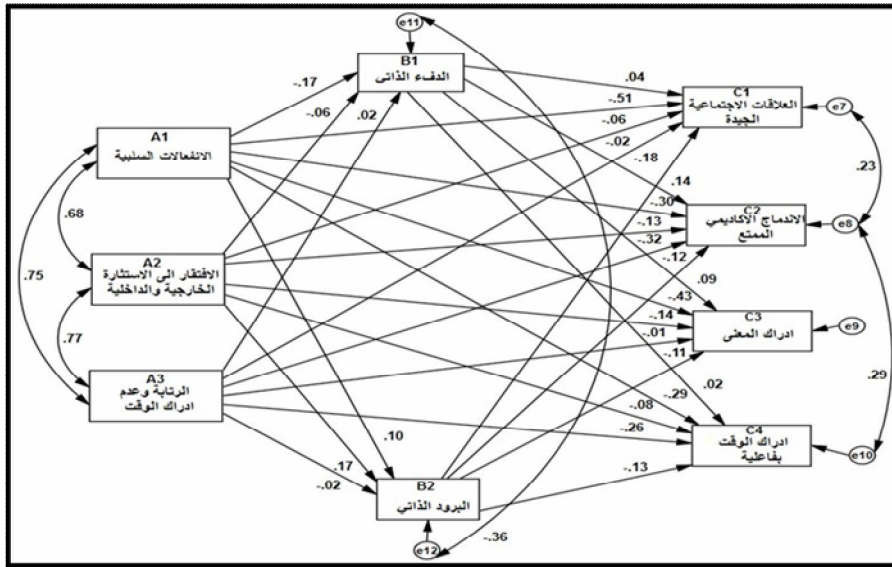 e11
B1
الدفء الذاتي
-.17
.04
C1
العلاقات الاجتماعية
الجيدة
e7
-.51
-.06
.02
-.06
-.02
A1
الانفعالات السلبية
-.18
.14
.23
.68
-.30
C2
الاندماج الاكاديمي
الممتع
e8
-.13
-.32
A2
الافتقار الى الاستثارة
الخارجية والداخلية
-.12
.75
.09
-.43
.77
-.14
C3
ادراك المعنى
e9
-.01
-.11
.29
A3
الرتابة وعدم
ادراك الوقت
-.29
.02
-.08
-.26
C4
ادراك الوقت
بفاعلية
e10
.10
.17
-.02
B2
البرود الذاتي
-.13
-.36
e12